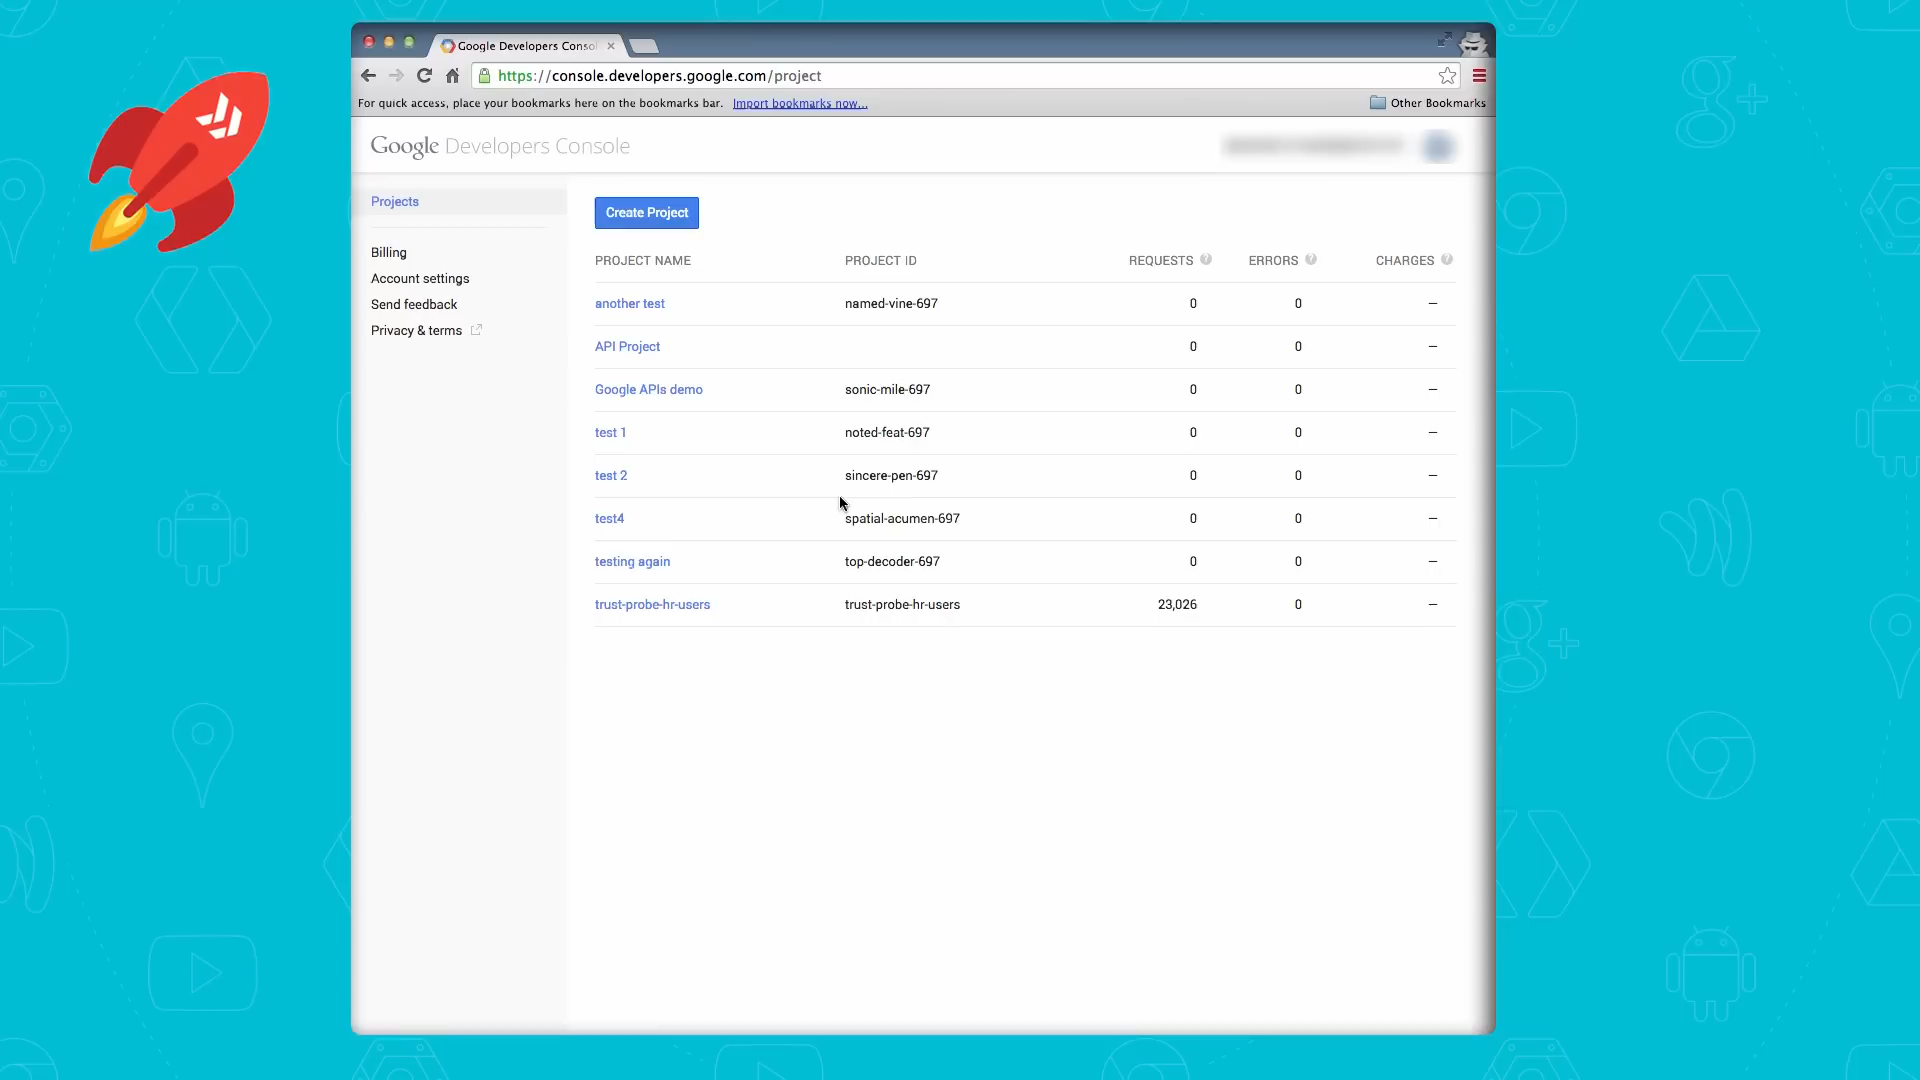 Google Developers Consol
https://console.developers.google.com/project
For quick access, place your bookmarks here on the bookmarks bar. Import bookmarks now...
Other Bookmarks
Google Developers Console
Projects
Billing
Account settings
Send feedback
Privacy & terms
Create Project
PROJECT NAME PROJECT ID REQUESTS ? ERRORS ? CHARGES ?
another test named-vine-697 0 0 –
API Project 0 0 –
Google APIs demo sonic-mile-697 0 0 –
test 1 noted-feat-697 0 0 –
test 2 sincere-pen-697 0 0 –
test4 spatial-acumen-697 0 0 –
testing again top-decoder-697 0 0 –
trust-probe-hr-users trust-probe-hr-users 23,026 0 –